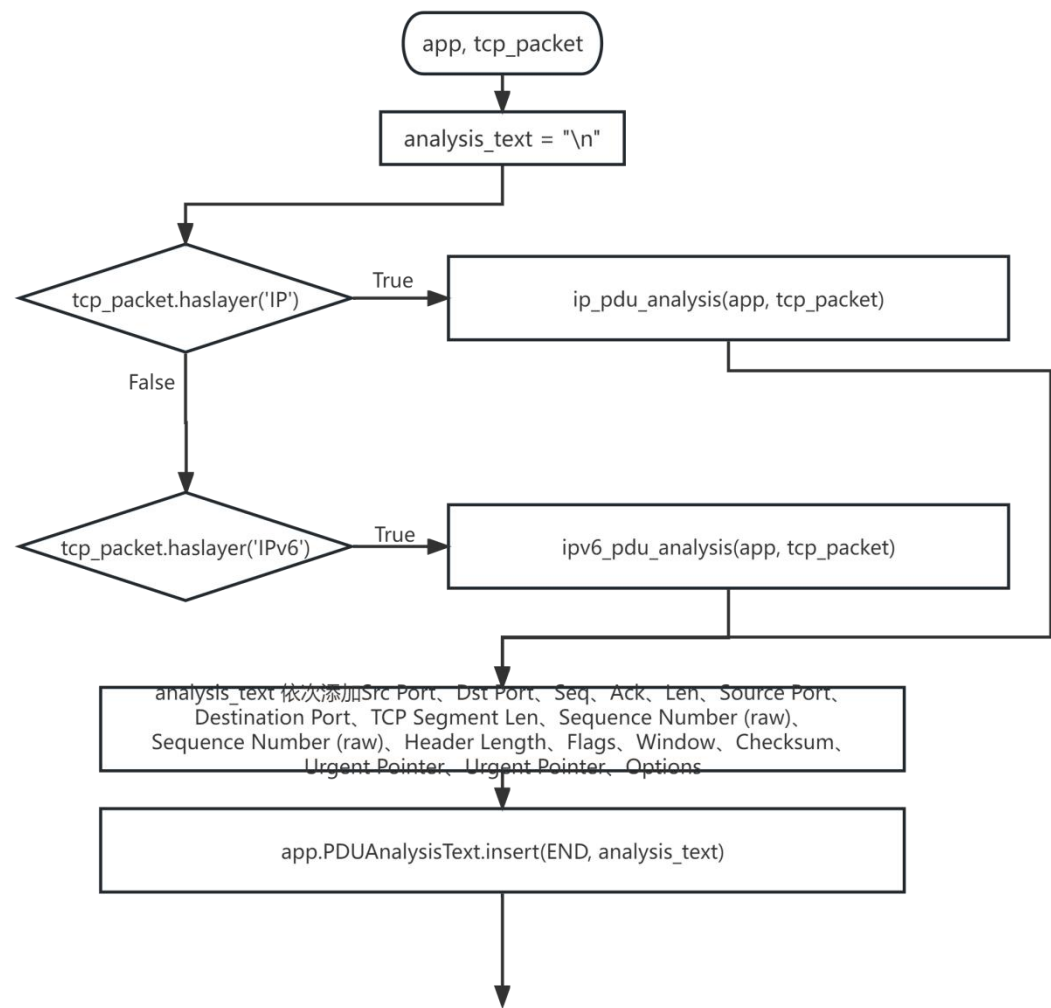 app, tcp_packet
analysis_text = "\n"
tcp_packet.haslayer('IP')
True
ip_pdu_analysis(app, tcp_packet)
False
tcp_packet.haslayer('IPv6')
True
ipv6_pdu_analysis(app, tcp_packet)
analysis_text 依次添加Src Port、Dst Port、Seq、Ack、Len、Source Port、
Destination Port、TCP Segment Len、Sequence Number (raw)、
Sequence Number (raw)、Header Length、Flags、Window、Checksum、
Urgent Pointer、Urgent Pointer、Options
app.PDUAnalysisText.insert(END, analysis_text)